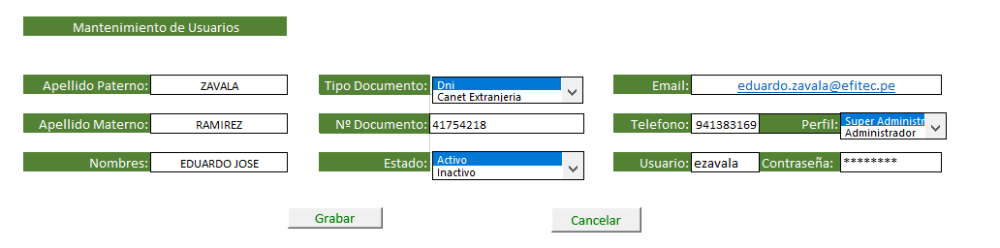 Mantenimiento de Usuarios
Apellido Paterno: ZAVALA Tipo Documento: Dni Email: eduardo.zavala@efitec.pe
Canet Extranjeria
Apellido Materno: RAMIREZ Nº Documento: 41754218 Telefono: 941383169 Perfil: Super Administr
Administrador
Nombres: EDUARDO JOSE Estado: Activo Usuario: ezavala Contraseña: ********
Inactivo
Grabar Cancelar